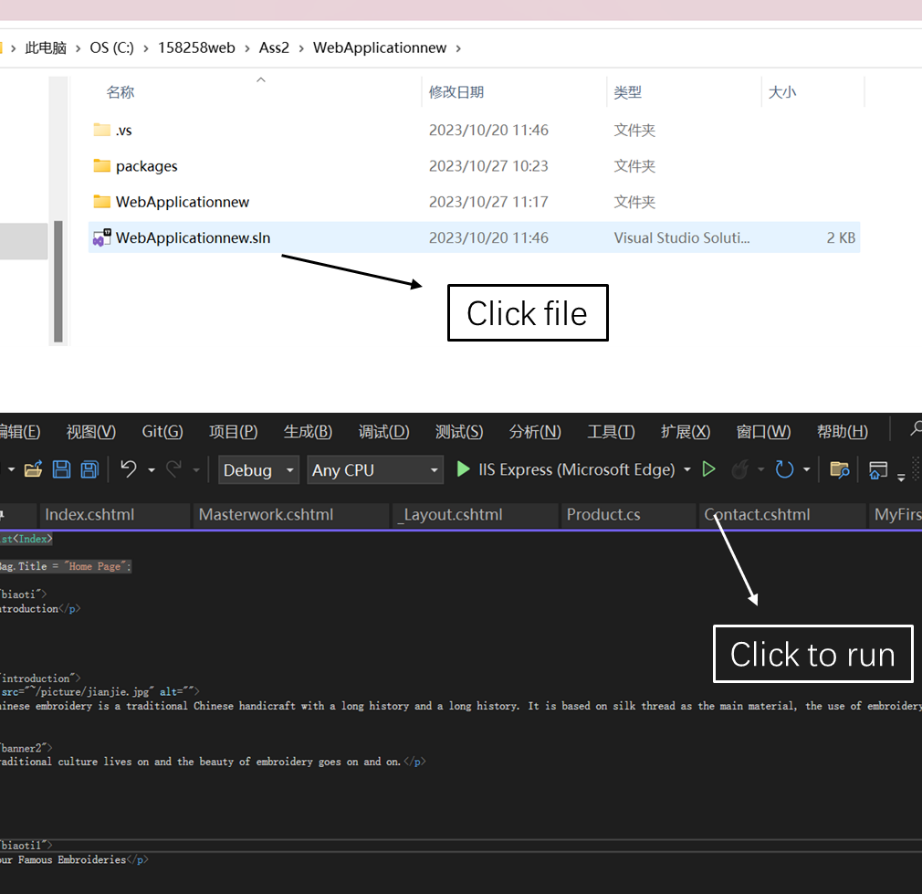 此电脑 › OS (C:) › 158258web › Ass2 › WebApplicationnew ›
名称 修改日期 类型 大小
.vs 2023/10/20 11:46 文件夹
packages 2023/10/27 10:23 文件夹
WebApplicationnew 2023/10/27 11:17 文件夹
WebApplicationnew.sln 2023/10/20 11:46 Visual Studio Soluti... 2 KB
Click file
编辑(E) 视图(V) Git(G) 项目(P) 生成(B) 调试(D) 测试(S) 分析(N) 工具(T) 扩展(X) 窗口(W) 帮助(H)
Debug Any CPU IIS Express (Microsoft Edge)
Index.cshtml Masterwork.cshtml _Layout.cshtml Product.cs Contact.cshtml MyFirs
st<Index>
Bag.Title = "Home Page";
"biaoti">
ntroduction</p>
Click to run
"introduction">
src="~/picture/jianjie.jpg" alt="">
hinese embroidery is a traditional Chinese handicraft with a long history and a long history. It is based on silk thread as the main material, the use of embroidery
"banner2">
raditional culture lives on and the beauty of embroidery goes on and on.</p>
"biaoti1">
our Famous Embroideries</p>